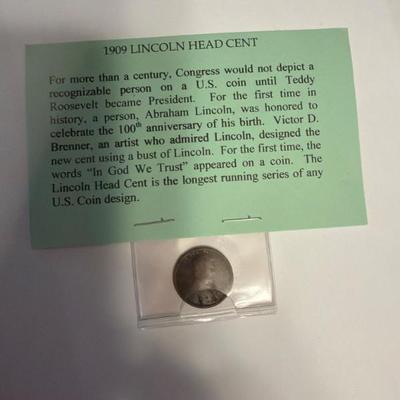 1909 LINCOLN HEAD CENT
For more than a century, Congress would not depict a
recognizable person on a U.S. coin until Teddy
Roosevelt became President. For the first time in
history, a person, Abraham Lincoln, was honored to
celebrate the 100th anniversary of his birth. Victor D.
Brenner, an artist who admired Lincoln, designed the
new cent using a bust of Lincoln. For the first time, the
words "In God We Trust" appeared on a coin. The
Lincoln Head Cent is the longest running series of any
U.S. Coin design.